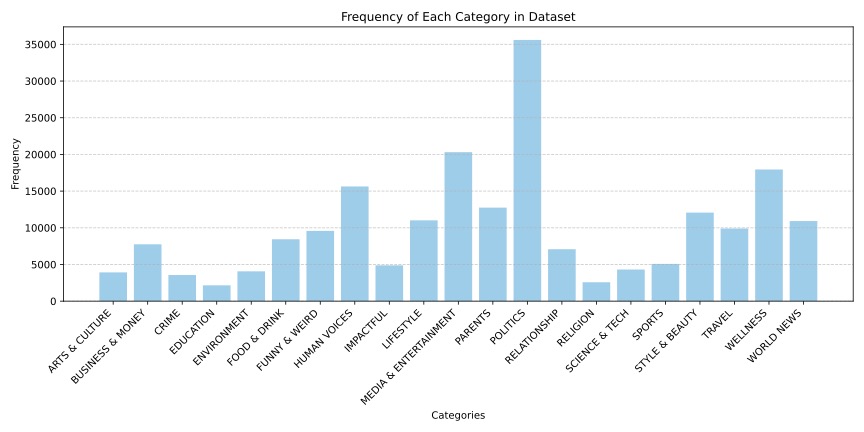 Frequency of Each Category in Dataset
35000
30000
25000
20000
15000
10000
5000
0
Frequency
ARTS & CULTURE
BUSINESS & MONEY
CRIME
EDUCATION
ENVIRONMENT
FOOD & DRINK
FUNNY & WEIRD
HUMAN VOICES
IMPACTFUL
LIFESTYLE
MEDIA & ENTERTAINMENT
PARENTS
POLITICS
RELATIONSHIP
RELIGION
SCIENCE & TECH
SPORTS
STYLE & BEAUTY
TRAVEL
WELLNESS
WORLD NEWS
Categories